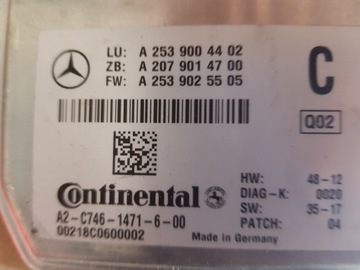 LU: A 253 900 44 02
ZB: A 207 901 47 00
FW: A 253 902 55 05
C
Q02
Continental
A2-C746-1471-6-00
00218C0600002
HW: 48-12
DIAG-K: 0020
SW: 35-17
PATCH: 04
Made in Germany